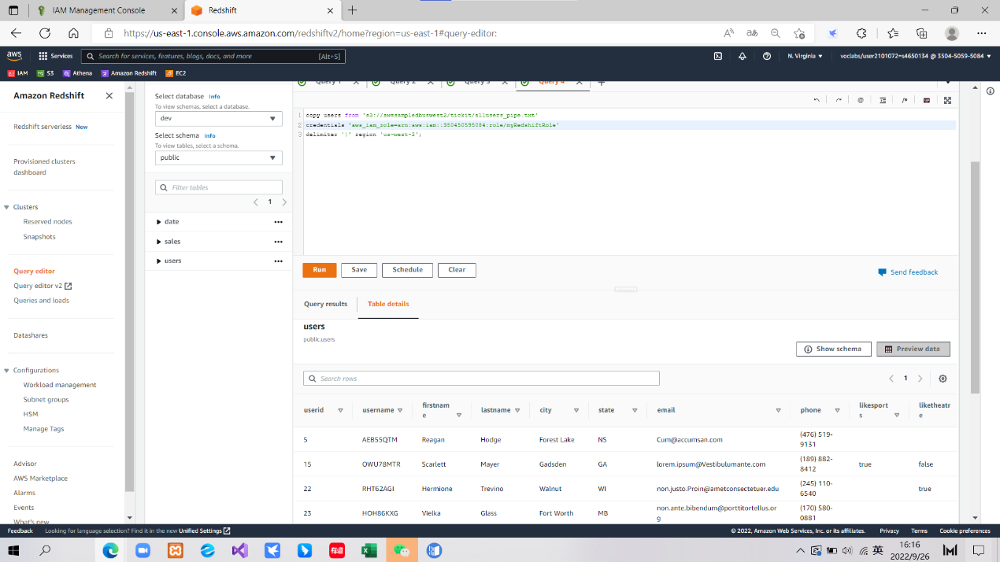 IAM Management Console
Redshift
https://us-east-1.console.aws.amazon.com/redshiftv2/home?region=us-east-1#query-editor:
aws
Services
Search for services, features, blogs, docs, and more
[Alt+S]
N. Virginia
voclabs/user2101072=s4650134 @ 3504-5059-5084
IAM
S3
Athena
Amazon Redshift
EC2
Amazon Redshift
Redshift serverless New
Provisioned clusters
dashboard
Clusters
Reserved nodes
Snapshots
Query editor
Query editor v2
Queries and loads
Datashares
Configurations
Workload management
Subnet groups
HSM
Manage Tags
Advisor
AWS Marketplace
Alarms
Events
What's new
Select database Info
To view schemas, select a database.
dev
Select schema Info
To view tables, select a schema.
public
Filter tables
1
date
sales
users
Query 1
Query 2
Query 3
Query 4
1 copy users from 's3://awssampledbuswest2/tickit/allusers_pipe.txt'
2 credentials 'aws_iam_role=arn:aws:iam::350450595084:role/myRedshiftRole'
3 delimiter '|' region 'us-west-2';
Run
Save
Schedule
Clear
Send feedback
Query results
Table details
users
public.users
Show schema
Preview data
Search rows
1
userid username firstnam lastname city state email phone likesport liketheatr
e s e
5 AEB55QTM Reagan Hodge Forest Lake NS Cum@accumsan.com (476) 519-
9131
15 OWU78MTR Scarlett Mayer Gadsden GA lorem.ipsum@Vestibulumante.com (189) 882- true false
8412
22 RHT62AGI Hermione Trevino Walnut WI non.justo.Proin@ametconsectetuer.edu (245) 110- true
6540
23 HOH86KXG Vielka Glass Fort Worth MB non.ante.bibendum@porttitortellus.or (170) 580-
g 0881
Feedback
Looking for language selection? Find it in the new Unified Settings
© 2022, Amazon Web Services, Inc. or its affiliates.
Privacy
Terms
Cookie preferences
英
16:16
2022/9/26